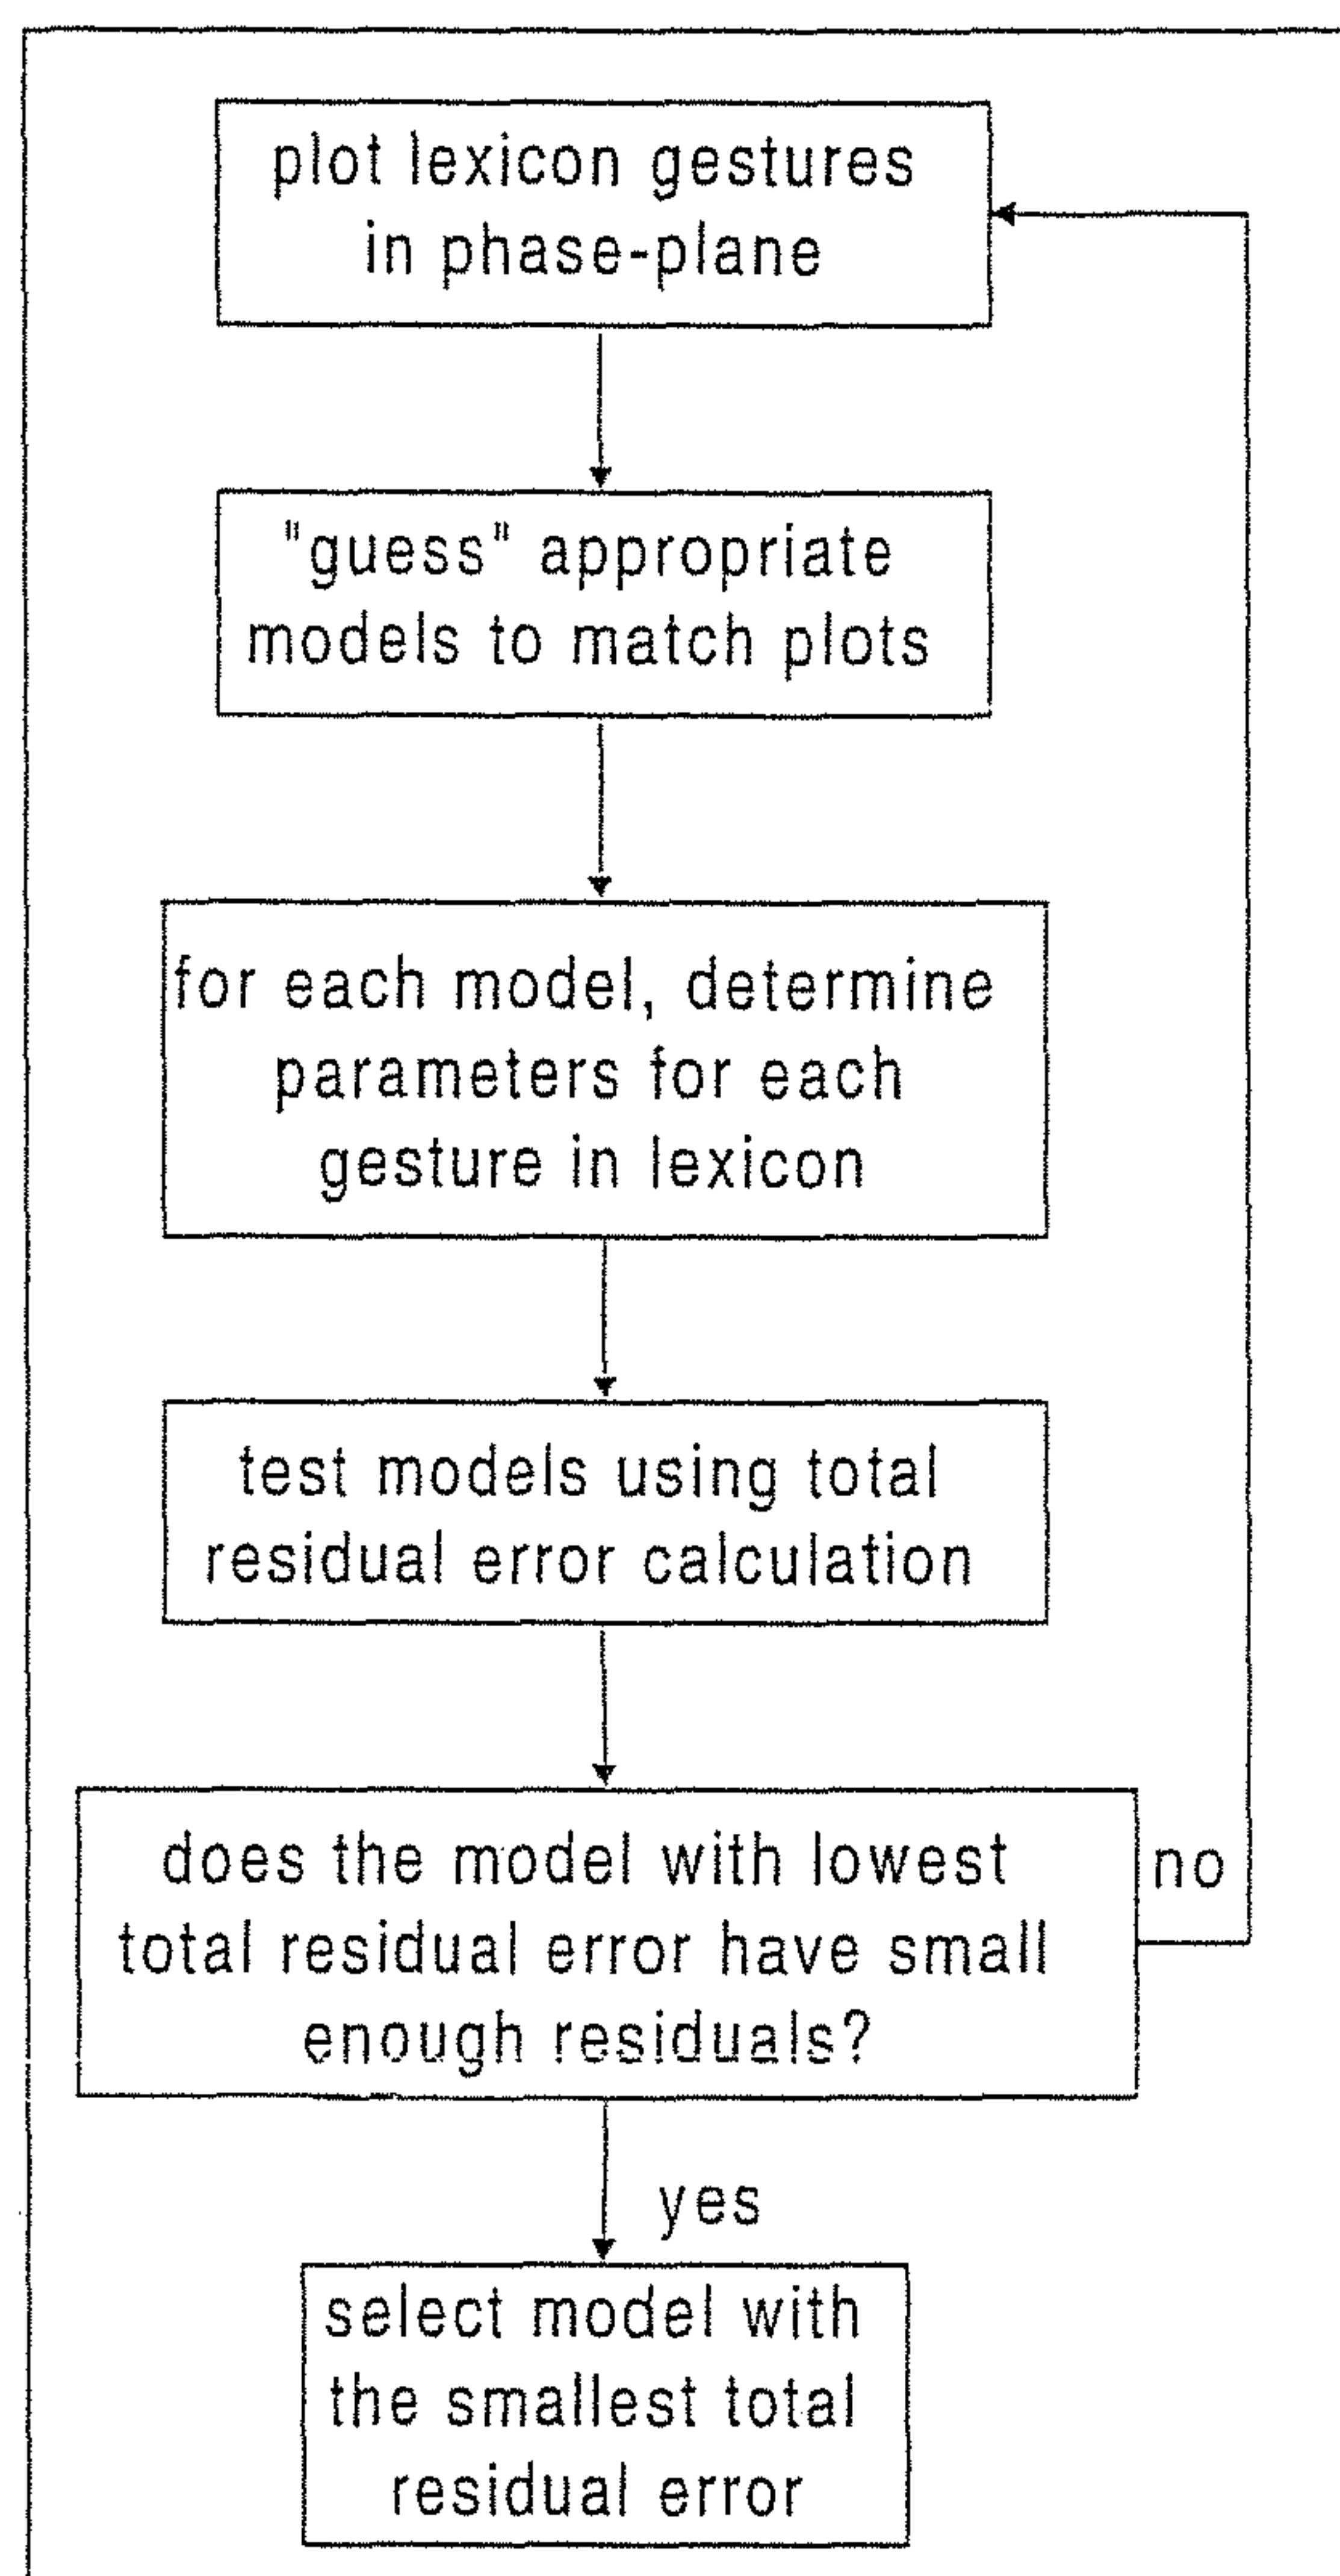 plot lexicon gestures
in phase-plane
"guess" appropriate
models to match plots
for each model, determine
parameters for each
gesture in lexicon
test models using total
residual error calculation
does the model with lowest
total residual error have small
enough residuals?
no
yes
select model with
the smallest total
residual error